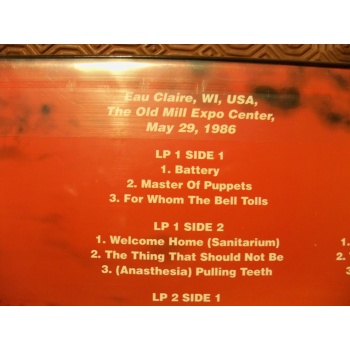 Eau Claire, WI, USA,
The Old Mill Expo Center,
May 29, 1986
LP 1 SIDE 1
1. Battery
2. Master Of Puppets
3. For Whom The Bell Tolls
LP 1 SIDE 2
1. Welcome Home (Sanitarium)
2. The Thing That Should Not Be
3. (Anasthesia) Pulling Teeth
LP 2 SIDE 1